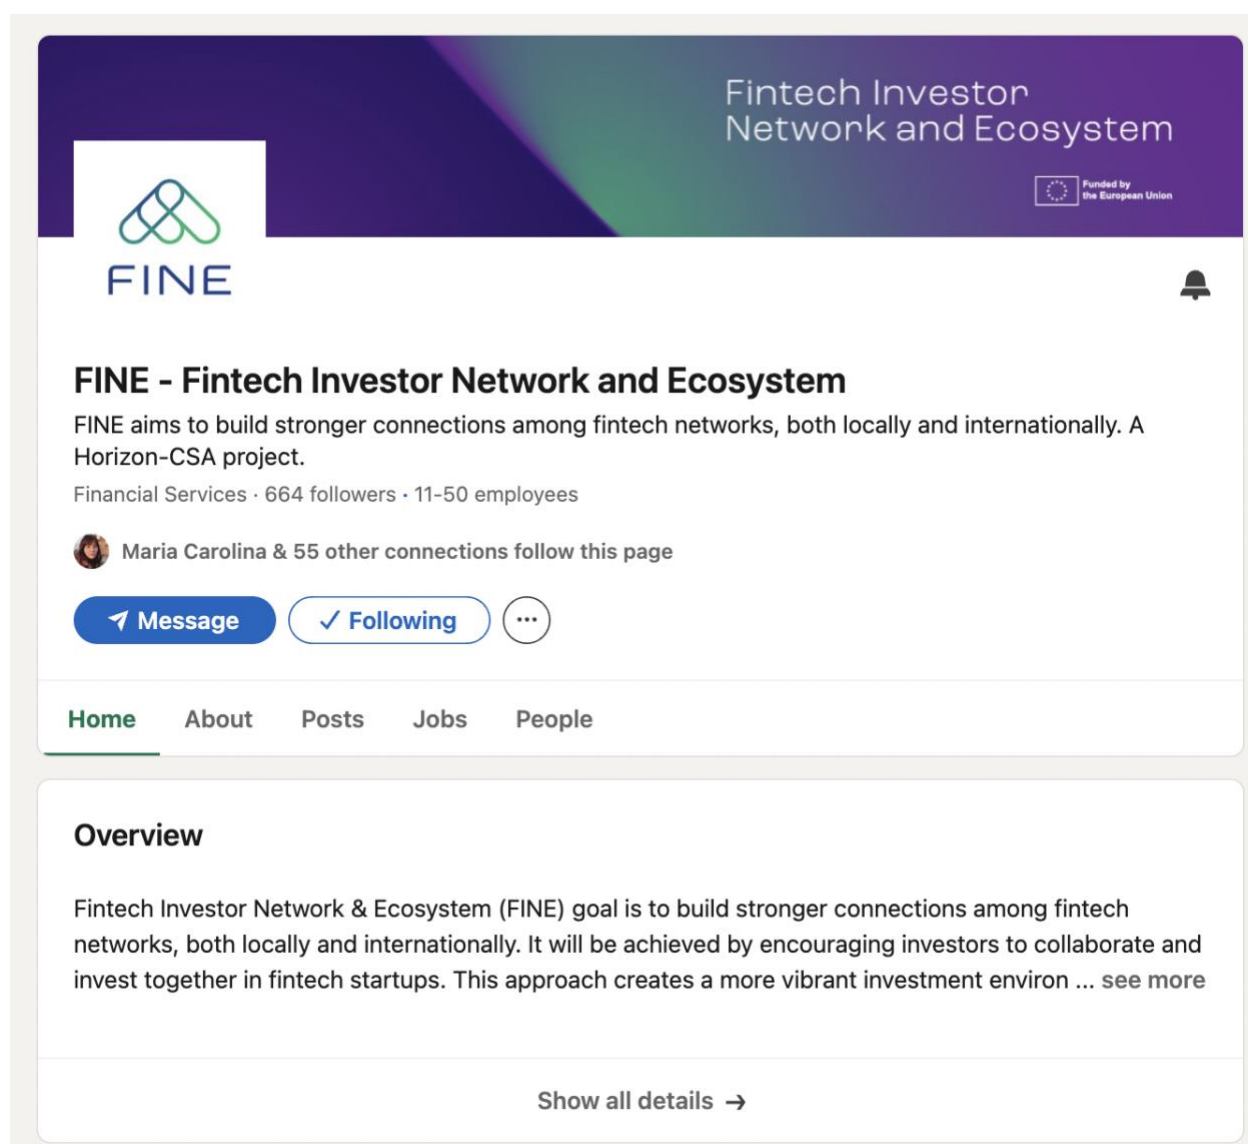 Fintech Investor
Network and Ecosystem
Funded by
the European Union
FINE
FINE - Fintech Investor Network and Ecosystem
FINE aims to build stronger connections among fintech networks, both locally and internationally. A
Horizon-CSA project.
Financial Services · 664 followers · 11-50 employees
Maria Carolina & 55 other connections follow this page
Message
✓ Following
...
Home About Posts Jobs People
Overview
Fintech Investor Network & Ecosystem (FINE) goal is to build stronger connections among fintech
networks, both locally and internationally. It will be achieved by encouraging investors to collaborate and
invest together in fintech startups. This approach creates a more vibrant investment environ ... see more
Show all details →